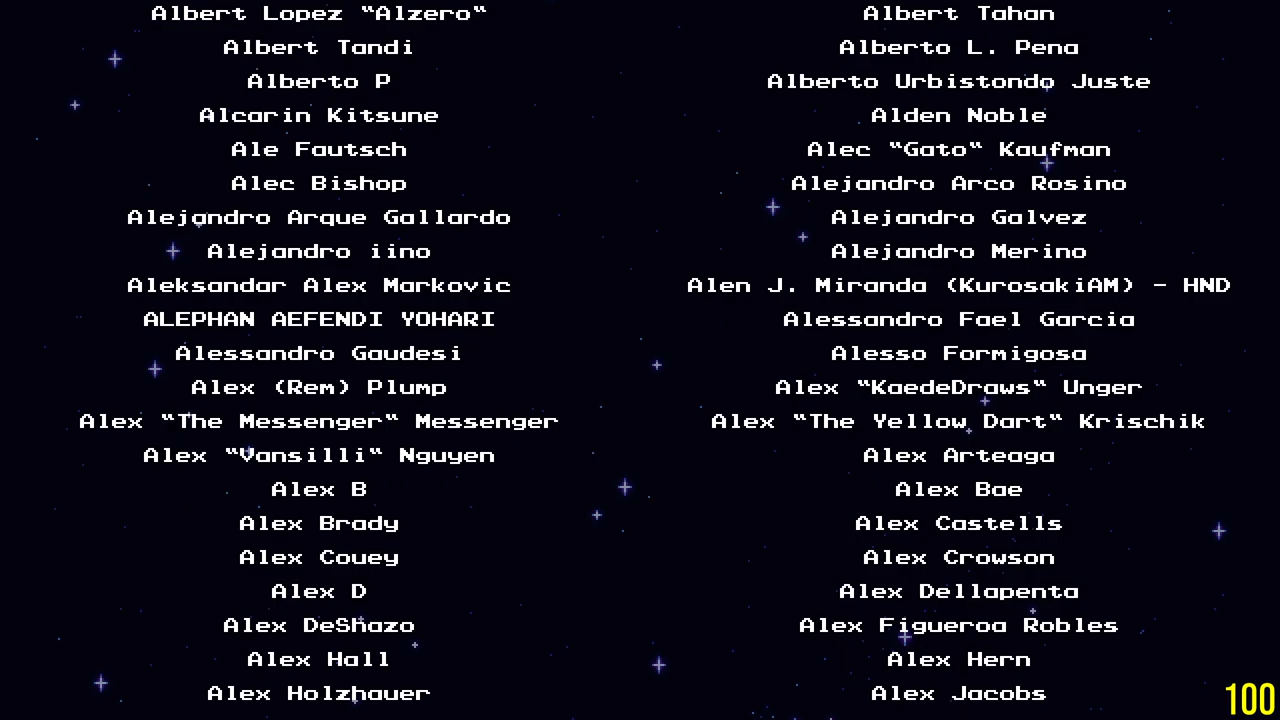 Albert Lopez "Alzero"
Albert Tahan
Albert Tandi
Alberto L. Pena
Alberto P
Alberto Urbistondo Juste
Alcarin Kitsune
Alden Noble
Ale Fautsch
Alec "Gato" Kaufman
Alec Bishop
Alejandro Arco Rosino
Alejandro Arque Gallardo
Alejandro Galvez
Alejandro iino
Alejandro Merino
Aleksandar Alex Markovic
Alen J. Miranda (KurosakiAM) - HND
ALEPHAN AEFENDI YOHARI
Alessandro Fael Garcia
Alessandro Gaudesi
Alesso Formigosa
Alex (Rem) Plump
Alex "KaedeDraws" Unger
Alex "The Messenger" Messenger
Alex "The Yellow Dart" Krischik
Alex "Vansilli" Nguyen
Alex Arteaga
Alex B
Alex Bae
Alex Brady
Alex Castells
Alex Couey
Alex Crowson
Alex D
Alex Dellapenta
Alex DeShazo
Alex Figueroa Robles
Alex Hall
Alex Hern
Alex Holzhauer
Alex Jacobs
100